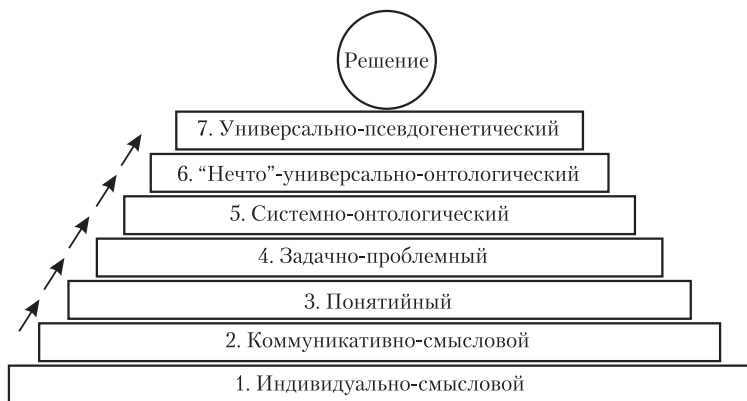 Решение
7. Универсально-псевдогенетический
6. “Нечто”-универсально-онтологический
5. Системно-онтологический
4. Задачно-проблемный
3. Понятийный
2. Коммуникативно-смысловой
1. Индивидуально-смысловой